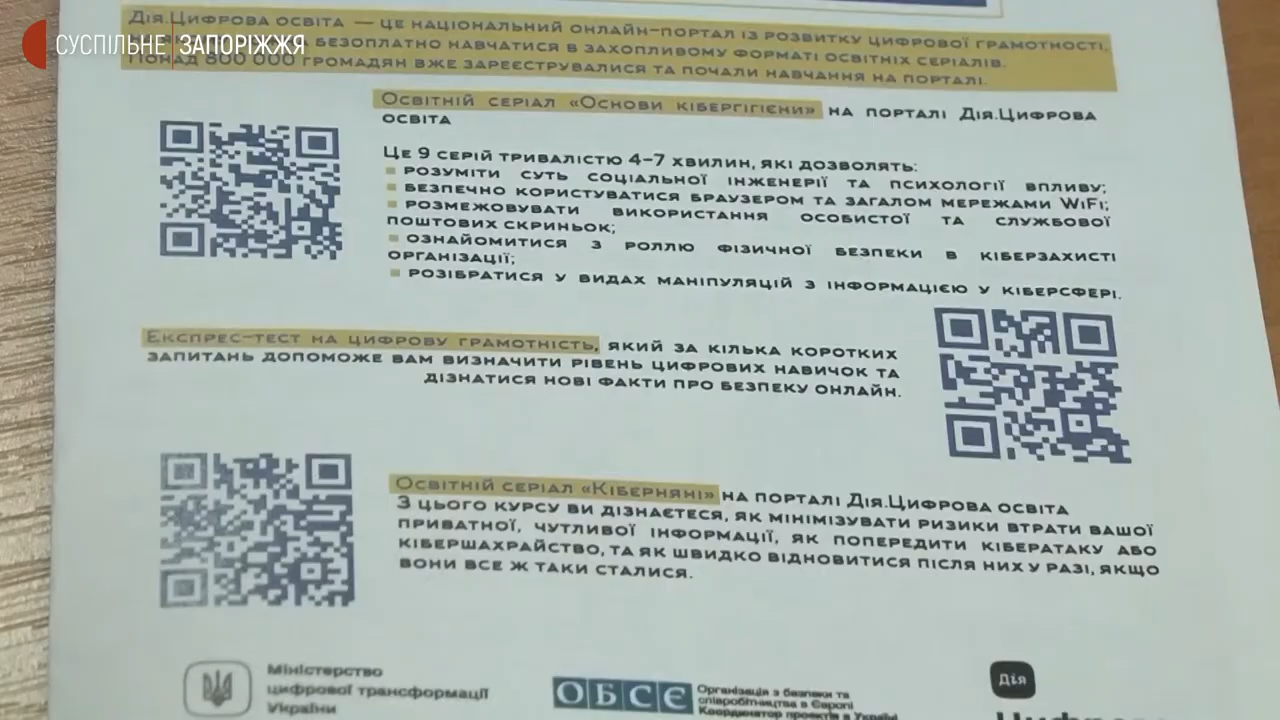 Дія.Цифрова освіта — це національний онлайн-портал із розвитку цифрової грамотності.
СУСПІЛЬНЕ ЗАПОРІЖЖЯ
безоплатно навчатися в захопливому форматі освітніх серіалів.
Понад 800 000 громадян вже зареєструвалися та почали навчання на порталі.
Освітній серіал «Основи кібергігієни» на порталі Дія.Цифрова
освіта
Це 9 серій тривалістю 4–7 хвилин, які дозволять:
розуміти суть соціальної інженерії та психології впливу;
безпечно користуватися браузером та загалом мережами WiFi;
розмежовувати використання особистої та службової
поштових скриньок;
ознайомитися з роллю фізичної безпеки в кіберзахисті
організації;
розібратися у видах маніпуляцій з інформацією у кіберсфері.
Експрес-тест на цифрову грамотність, який за кілька коротких
запитань допоможе вам визначити рівень цифрових навичок та
дізнатися нові факти про безпеку онлайн.
Освітній серіал «Кіберняні» на порталі Дія.Цифрова освіта
З цього курсу ви дізнаєтеся, як мінімізувати ризики втрати вашої
приватної, чутливої інформації, як попередити кібератаку або
кібершахрайство, та як швидко відновитися після них у разі, якщо
вони все ж таки сталися.
Міністерство
цифрової трансформації
України
ОБСЄ
Організація з безпеки та
співробітництва в Європі
Координатор проектів в Україні
Дія